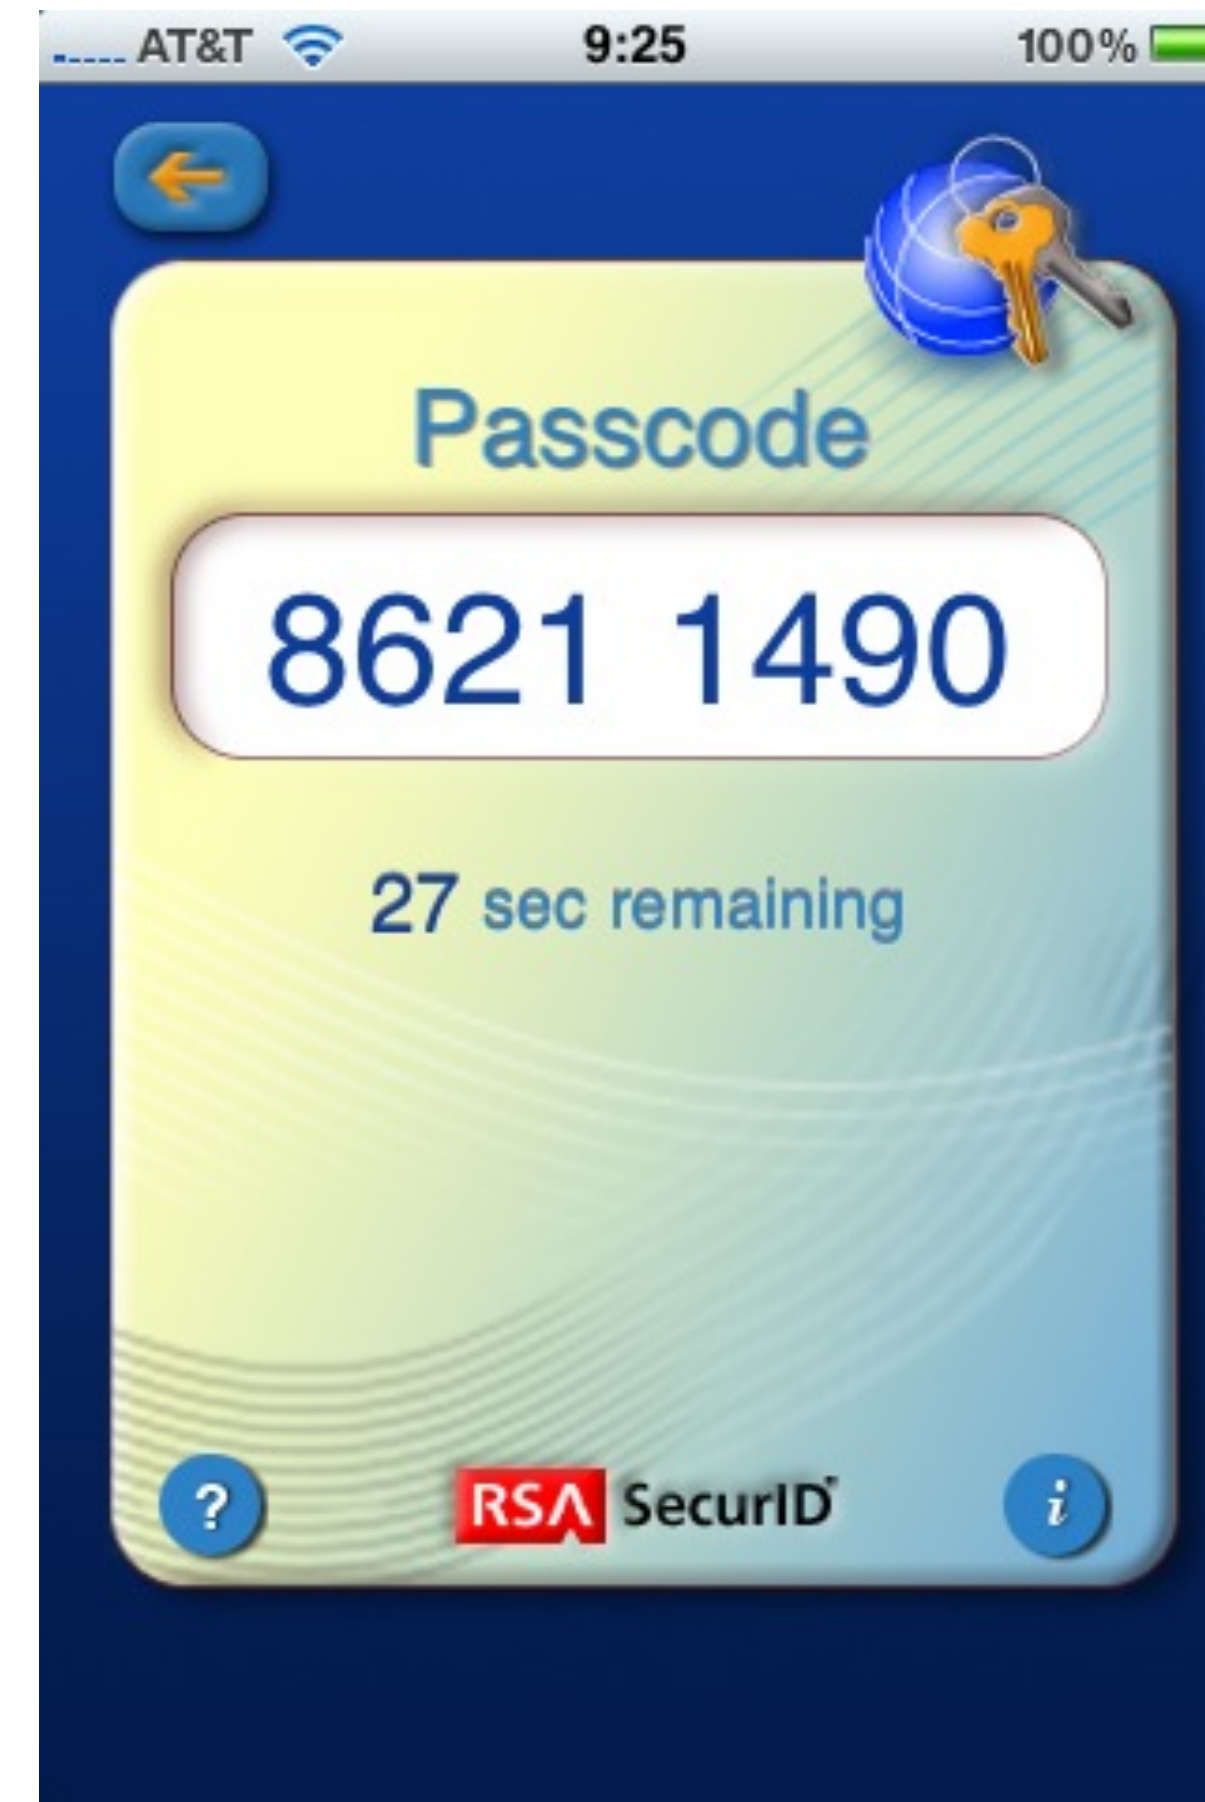 AT&T 9:25 100%
Passcode
8621 1490
27 sec remaining
? RSA SecurID i